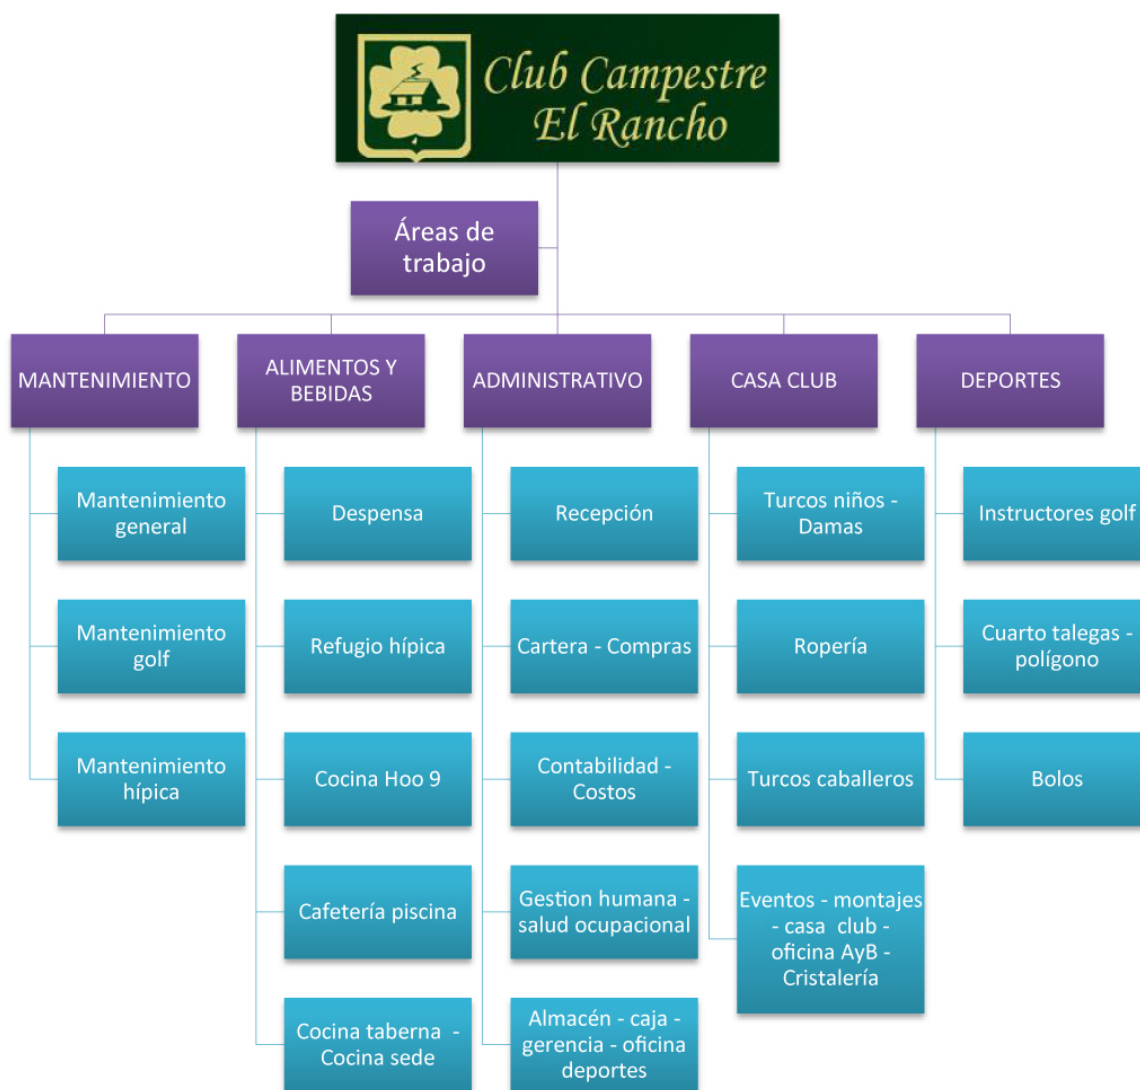 Club Campestre
El Rancho
Áreas de
trabajo
MANTENIMIENTO
ALIMENTOS Y
BEBIDAS
ADMINISTRATIVO
CASA CLUB
DEPORTES
Mantenimiento
general
Mantenimiento
golf
Mantenimiento
hípica
Despensa
Refugio hípica
Cocina Hoo 9
Cafetería piscina
Cocina taberna -
Cocina sede
Recepción
Cartera - Compras
Contabilidad -
Costos
Gestion humana -
salud ocupacional
Almacén - caja -
gerencia - oficina
deportes
Turcos niños -
Damas
Ropería
Turcos caballeros
Eventos - montajes
- casa club -
oficina AyB -
Cristalería
Instructores golf
Cuarto talegas -
polígono
Bolos